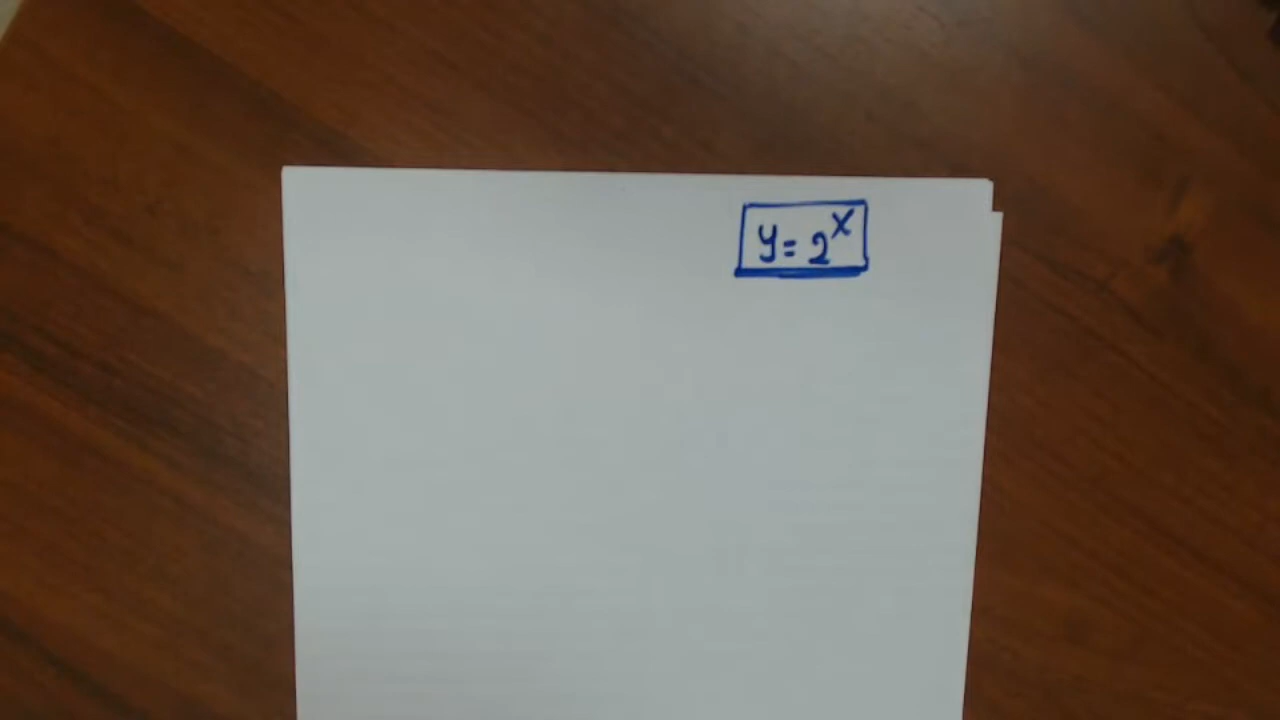 y = 2^x